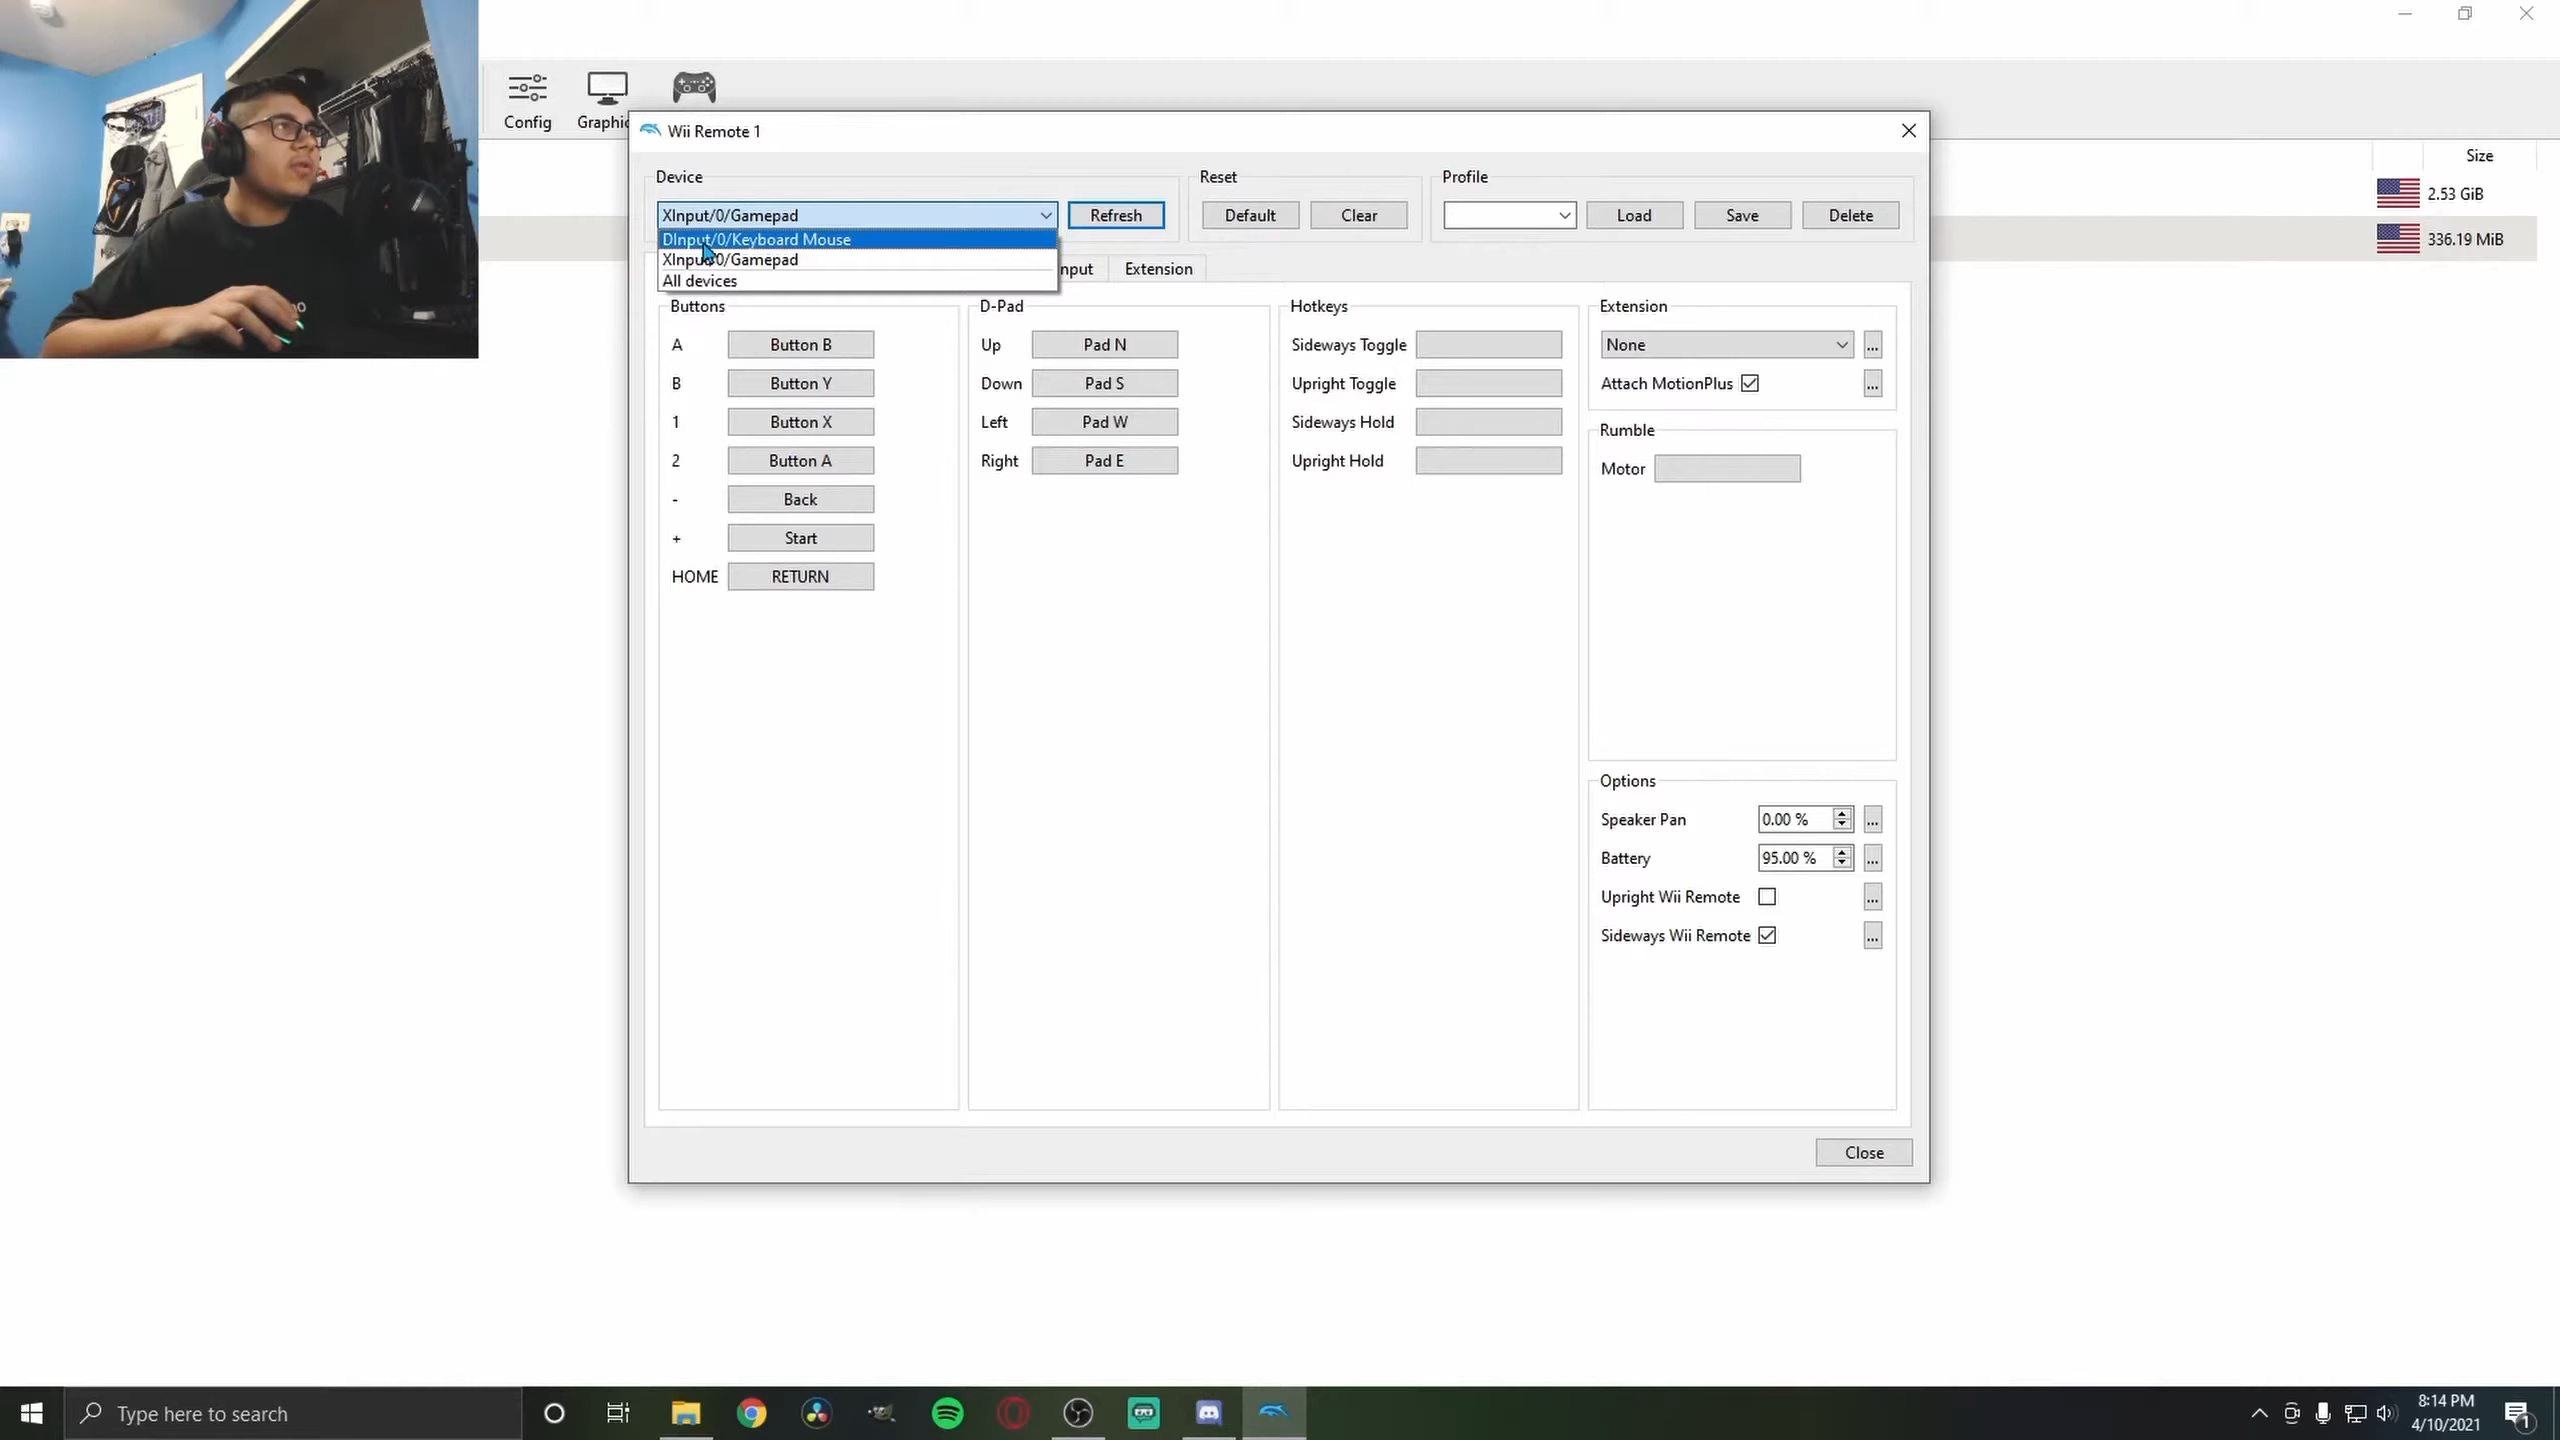 Config
Graphic
Wii Remote 1
Size
Device
Reset
Profile
XInput/0/Gamepad
Refresh
Default
Clear
Load
Save
Delete
2.53 GiB
DInput/0/Keyboard Mouse
336.19 MiB
XInput/0/Gamepad
All devices
nput
Extension
Buttons
D-Pad
Hotkeys
Extension
A
Button B
Up
Pad N
Sideways Toggle
None
...
B
Button Y
Down
Pad S
Upright Toggle
Attach MotionPlus
...
1
Button X
Left
Pad W
Sideways Hold
Rumble
2
Button A
Right
Pad E
Upright Hold
Motor
-
Back
+
Start
HOME
RETURN
Options
Speaker Pan
0.00 %
...
Battery
95.00 %
...
Upright Wii Remote
...
Sideways Wii Remote
...
Close
Type here to search
8:14 PM
4/10/2021
1